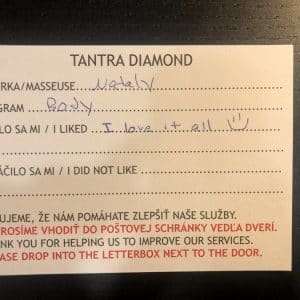 TANTRA DIAMOND
RKA/MASSEUSE Nataly
GRAM Body
ILO SA MI / I LIKED I love it all
ÁČILO SA MI / I DID NOT LIKE
UJEME, ŽE NÁM POMÁHATE ZLEPŠIŤ NAŠE SLUŽBY.
ROSÍME VHODIŤ DO POŠTOVEJ SCHRÁNKY VEDĽA DVERÍ.
NK YOU FOR HELPING US TO IMPROVE OUR SERVICES.
ASE DROP INTO THE LETTERBOX NEXT TO THE DOOR.